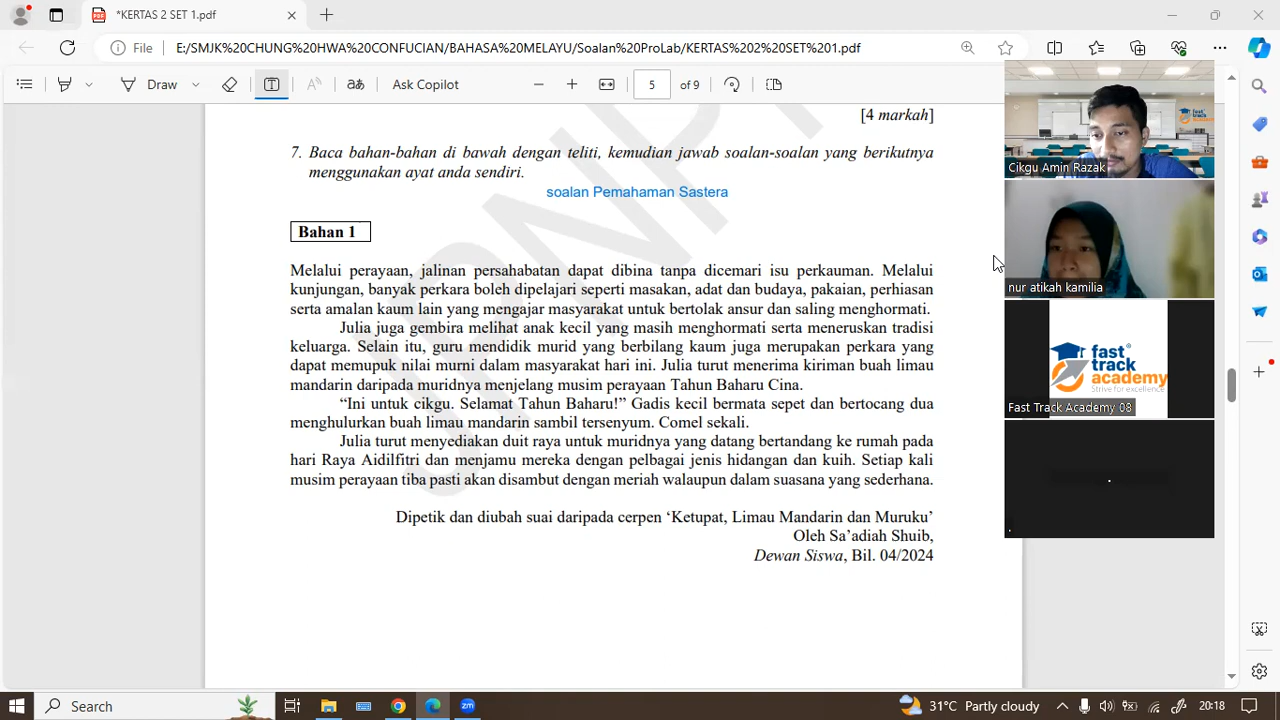 *KERTAS 2 SET 1.pdf
File
E:/SMJK%20CHUNG%20HWA%20CONFUCIAN/BAHASA%20MELAYU/Soalan%20ProLab/KERTAS%202%20SET%201.pdf
Draw
Ask Copilot
5
of 9
[4 markah]
7. Baca bahan-bahan di bawah dengan teliti, kemudian jawab soalan-soalan yang berikutnya
menggunakan ayat anda sendiri.
soalan Pemahaman Sastera
Bahan 1
Melalui perayaan, jalinan persahabatan dapat dibina tanpa dicemari isu perkauman. Melalui
kunjungan, banyak perkara boleh dipelajari seperti masakan, adat dan budaya, pakaian, perhiasan
serta amalan kaum lain yang mengajar masyarakat untuk bertolak ansur dan saling menghormati.
Julia juga gembira melihat anak kecil yang masih menghormati serta meneruskan tradisi
keluarga. Selain itu, guru mendidik murid yang berbilang kaum juga merupakan perkara yang
dapat memupuk nilai murni dalam masyarakat hari ini. Julia turut menerima kiriman buah limau
mandarin daripada muridnya menjelang musim perayaan Tahun Baharu Cina.
“Ini untuk cikgu. Selamat Tahun Baharu!” Gadis kecil bermata sepet dan bertocang dua
menghulurkan buah limau mandarin sambil tersenyum. Comel sekali.
Julia turut menyediakan duit raya untuk muridnya yang datang bertandang ke rumah pada
hari Raya Aidilfitri dan menjamu mereka dengan pelbagai jenis hidangan dan kuih. Setiap kali
musim perayaan tiba pasti akan disambut dengan meriah walaupun dalam suasana yang sederhana.
Dipetik dan diubah suai daripada cerpen ‘Ketupat, Limau Mandarin dan Muruku’
Oleh Sa’adiah Shuib,
Dewan Siswa, Bil. 04/2024
Cikgu Amin Razak
nur atikah kamilia
fast
track
academy
Strive for excellence
Fast Track Academy 08
.
.
Search
31°C Partly cloudy
20:18